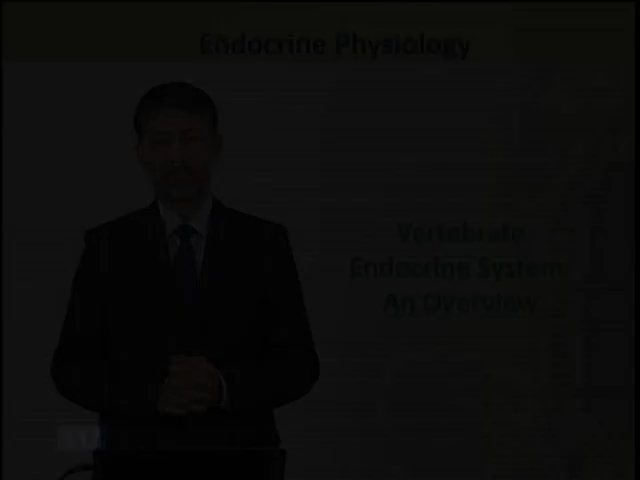 Endocrine Physiology
Vertebrate
Endocrine System
An Overview